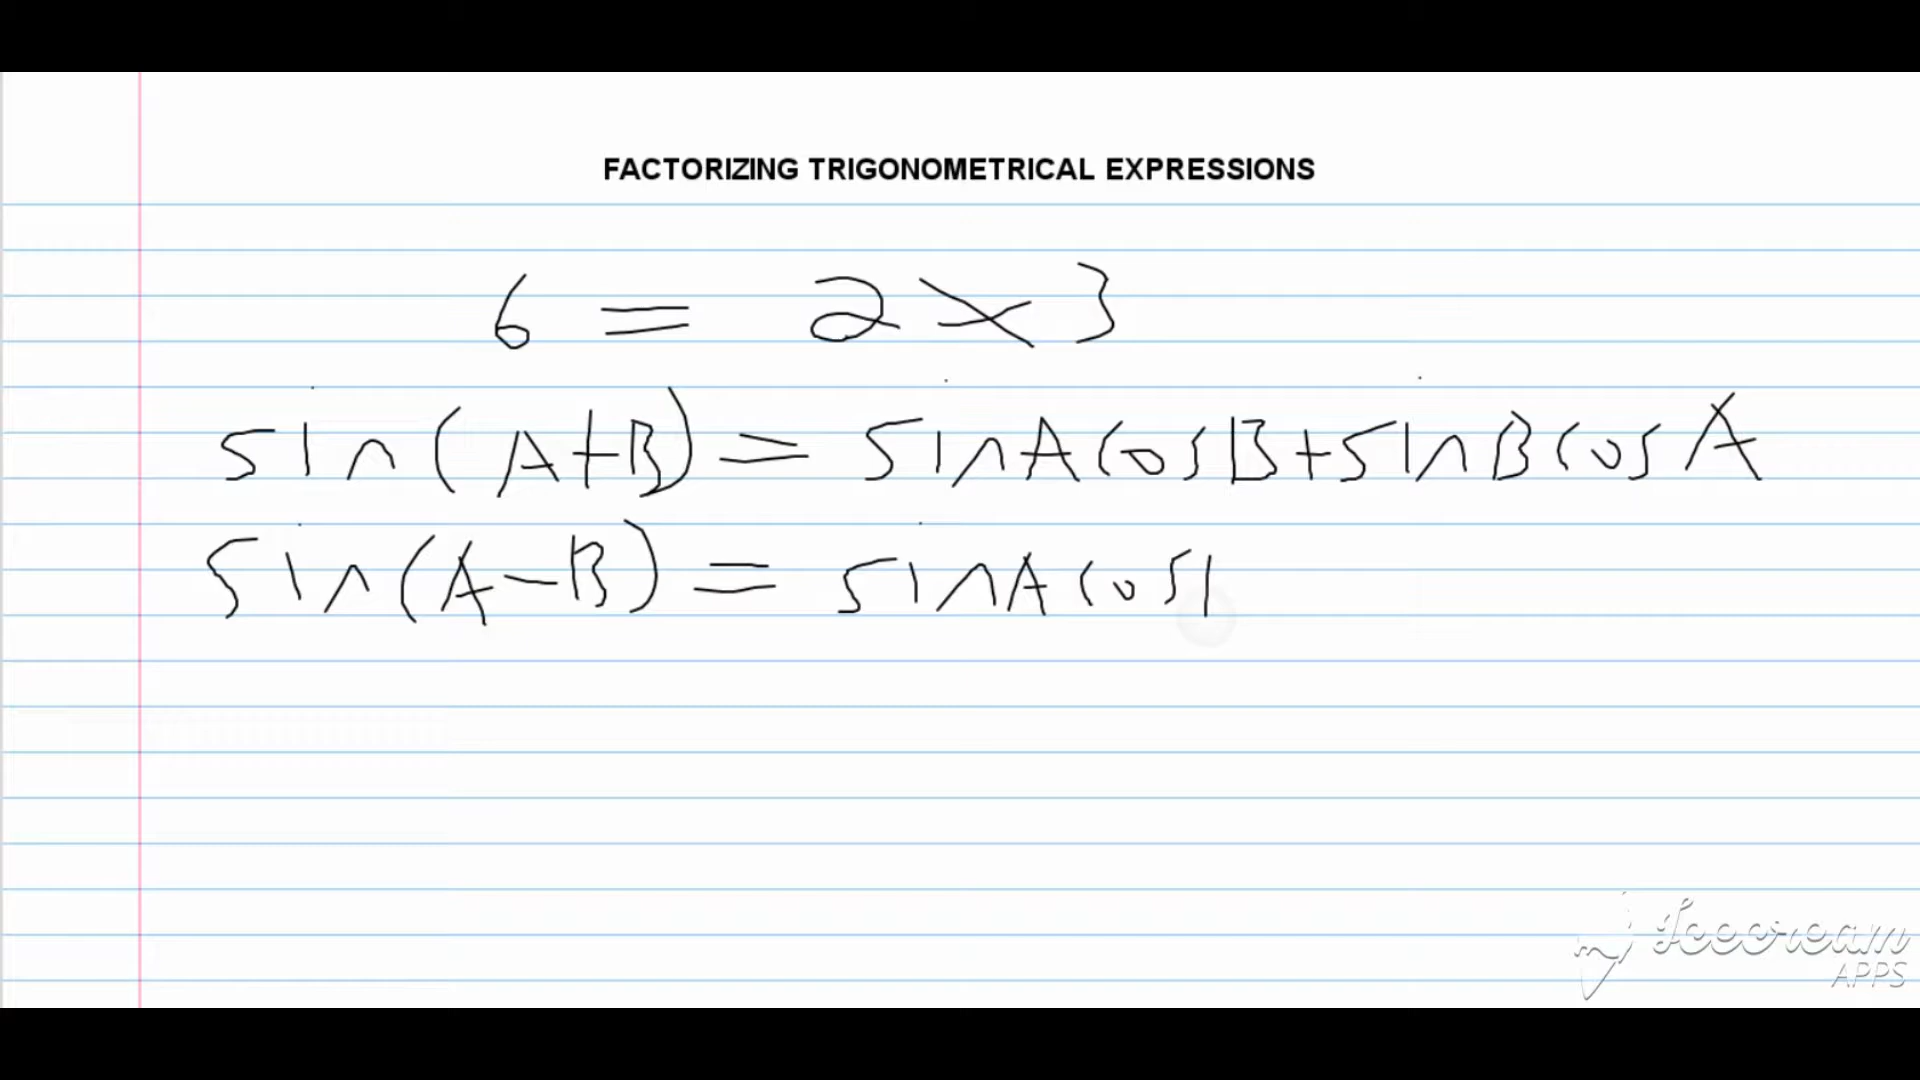 FACTORIZING TRIGONOMETRICAL EXPRESSIONS
6 = 2×3
sin(A+B) = sinAcosB+sinBcosA
sin(A-B) = sinAcos
Icecream
APPS